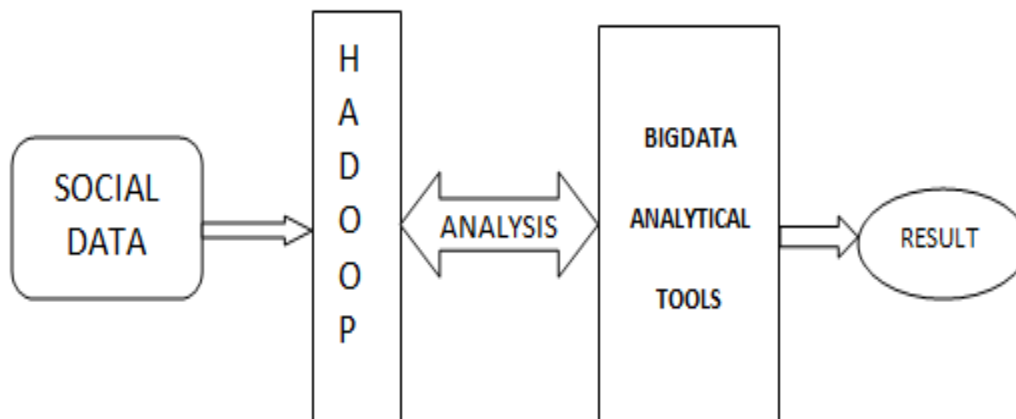 SOCIAL
DATA
H
A
D
O
O
P
ANALYSIS
BIGDATA
ANALYTICAL
TOOLS
RESULT